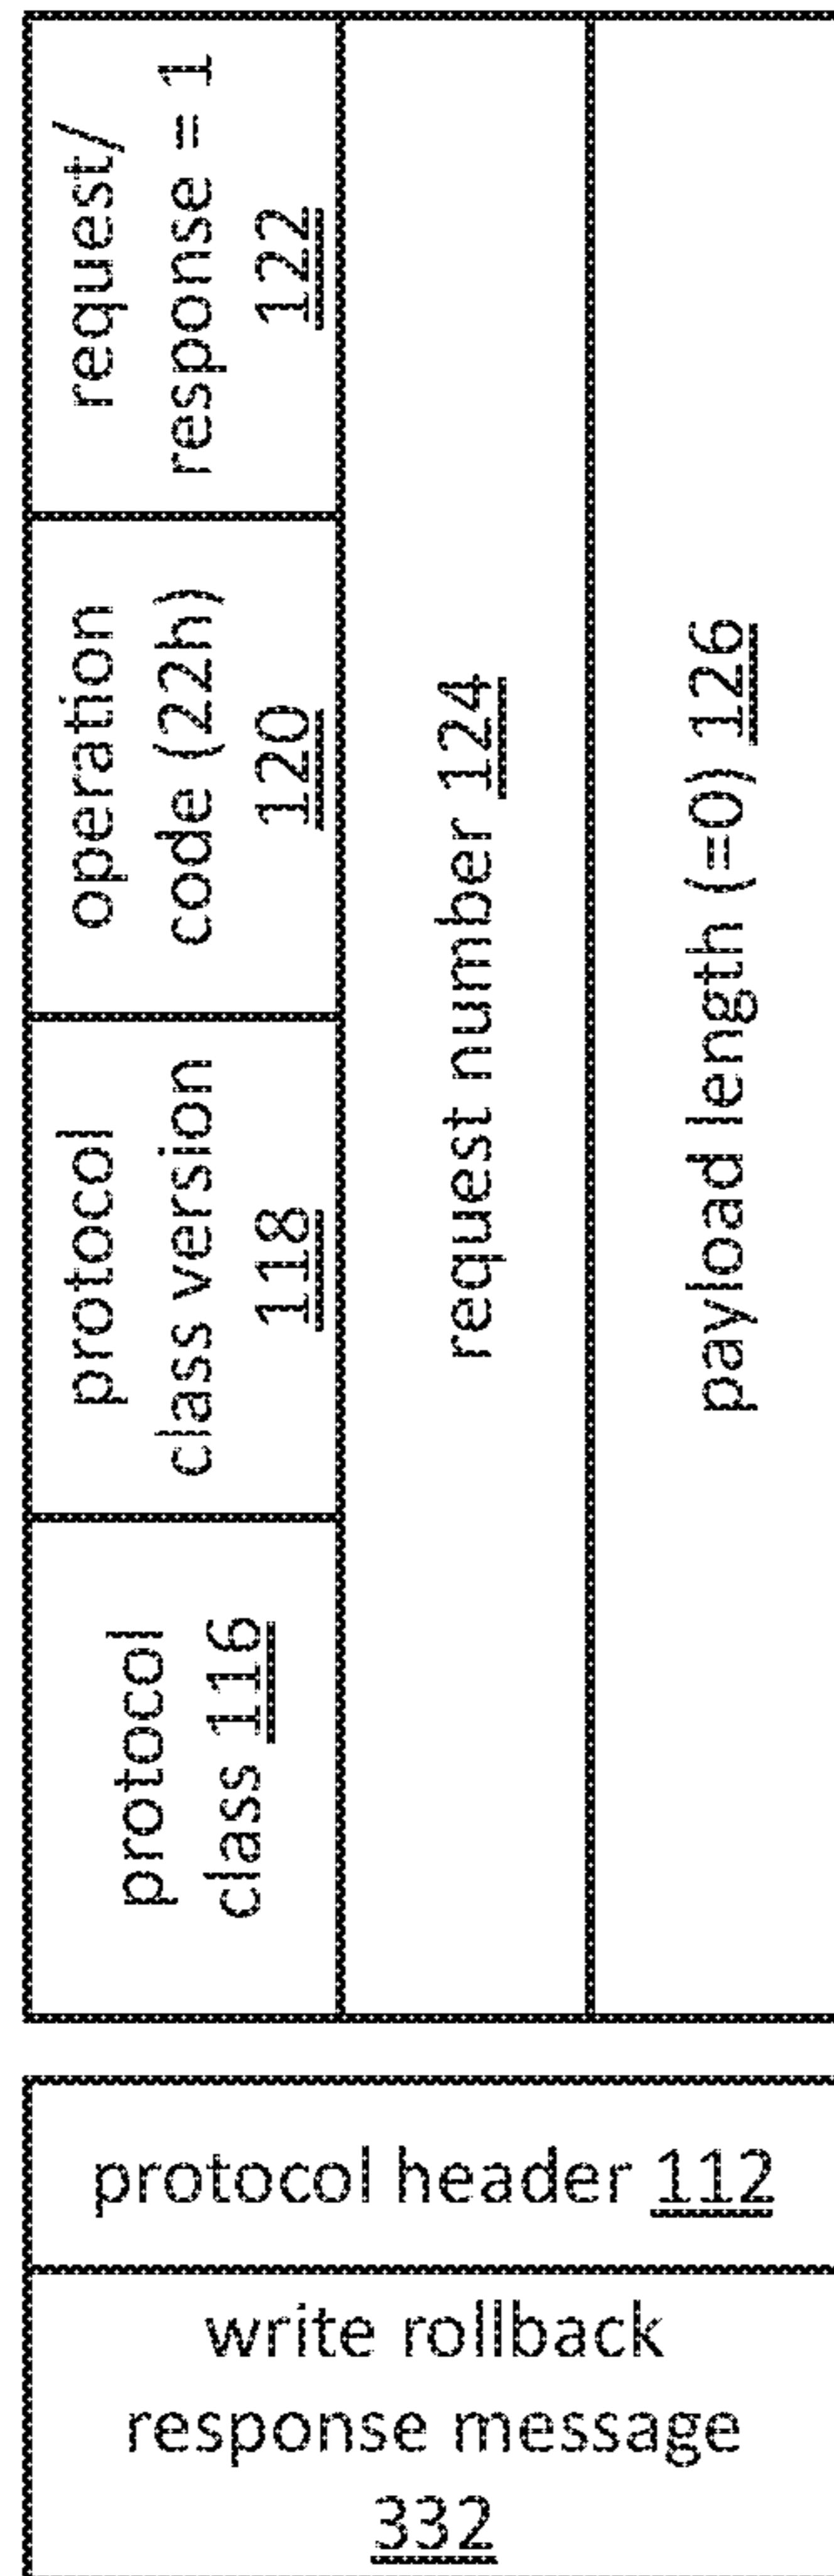 write rollback
response message
332
protocol header 112
protocol
class 116
protocol
class version
118
operation
code (22h)
120
request/
response = 1
122
request number 124
payload length (=0) 126